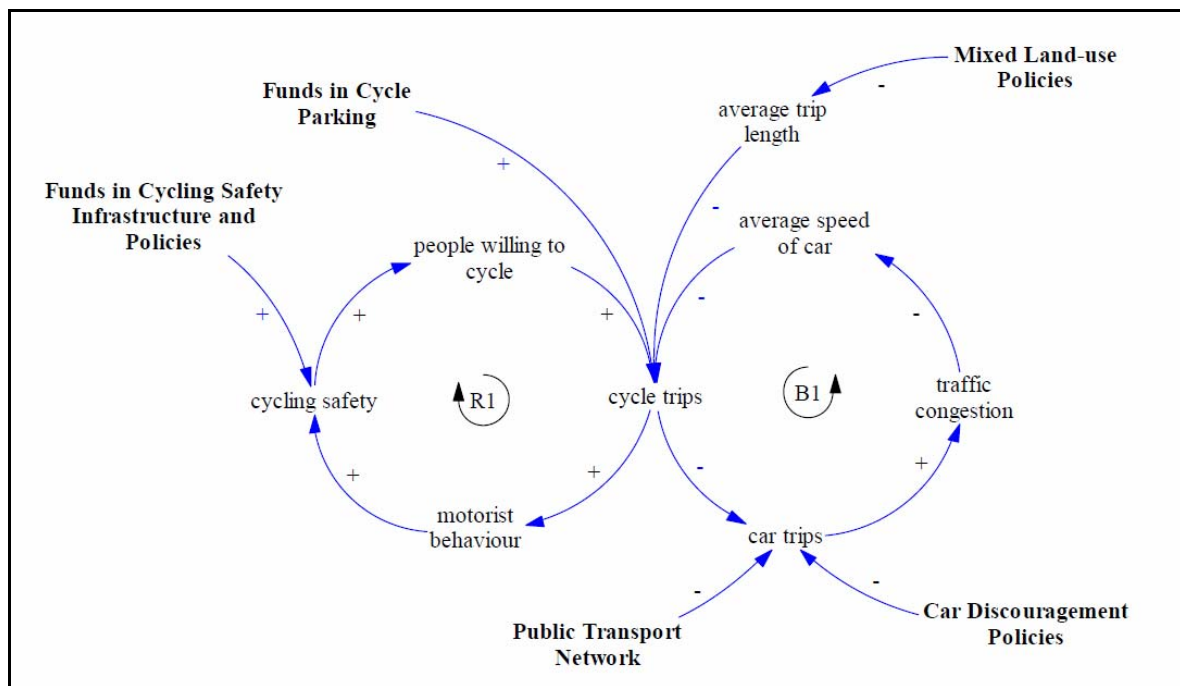 Mixed Land-use
Policies
Funds in Cycle
Parking
-
average trip
length
+
Funds in Cycling Safety
Infrastructure and
Policies
-
average speed
of car
people willing to
cycle
-
+
+
+
-
cycling safety
R1
cycle trips
B1
traffic
congestion
+
+
-
+
motorist
behaviour
car trips
-
-
Public Transport
Network
Car Discouragement
Policies